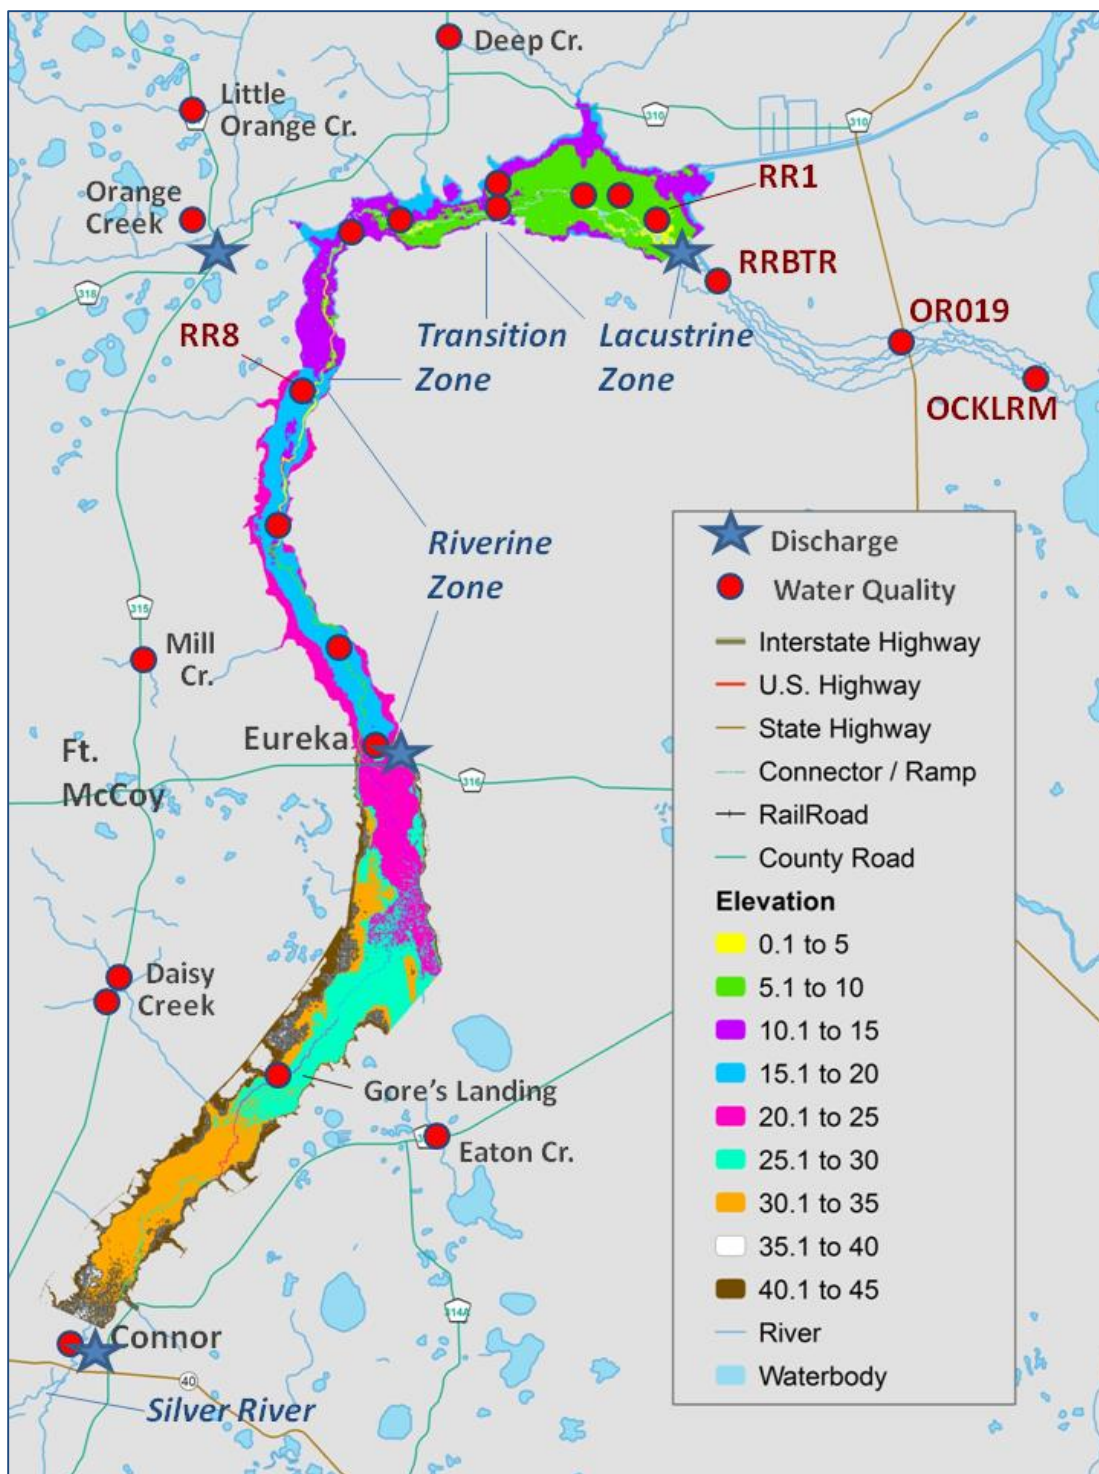 Deep Cr.
Little
Orange Cr.
310
310
Orange
Creek
RR1
RRBTR
318
RR8
Transition
Zone
Lacustrine
Zone
OR019
OCKLRM
Riverine
Zone
315
Mill
Cr.
Eureka
Ft.
McCoy
316
Daisy
Creek
Gore's Landing
Eaton Cr.
314A
Connor
40
Silver River
Discharge
Water Quality
Interstate Highway
U.S. Highway
State Highway
Connector / Ramp
RailRoad
County Road
Elevation
0.1 to 5
5.1 to 10
10.1 to 15
15.1 to 20
20.1 to 25
25.1 to 30
30.1 to 35
35.1 to 40
40.1 to 45
River
Waterbody